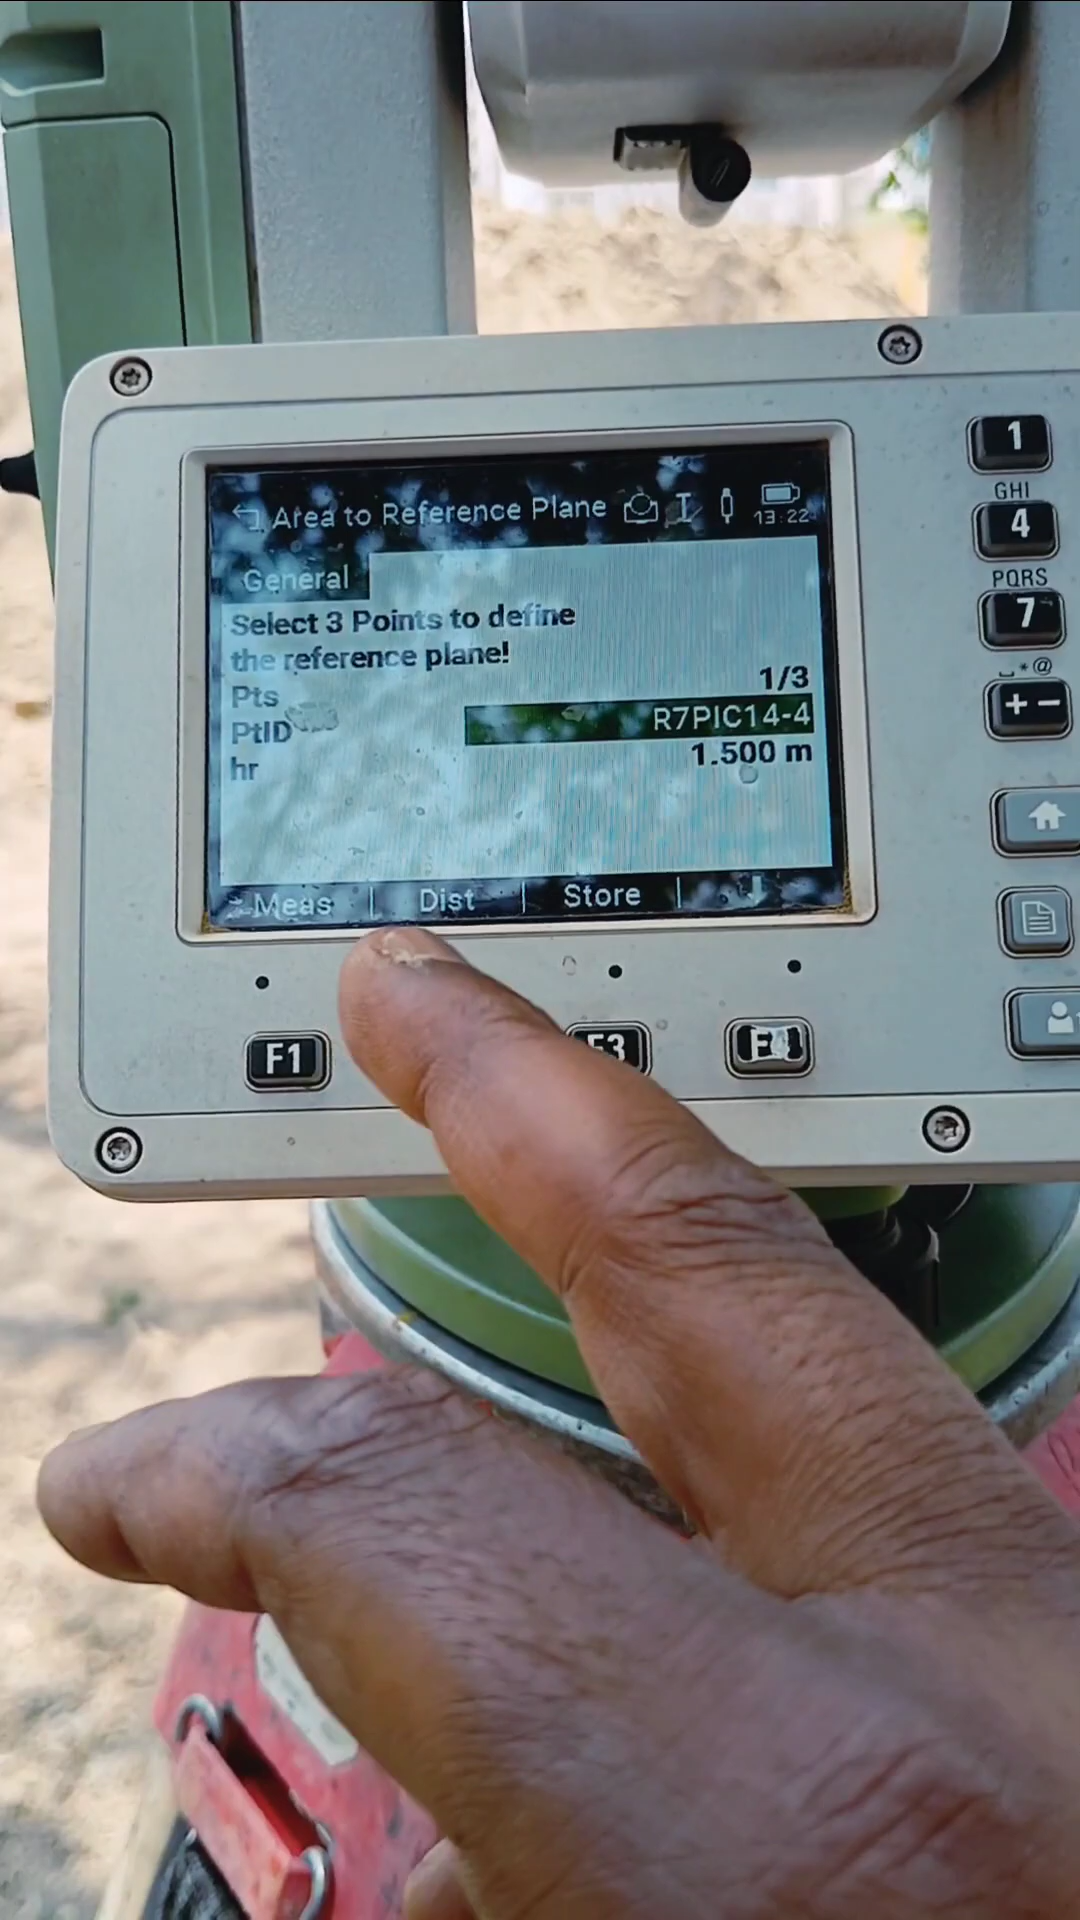 Area to Reference Plane
13:22
General
Select 3 Points to define
the reference plane!
Pts 1/3
PtID R7PIC14-4
hr 1.500 m
Meas Dist Store
F1 F3
1
GHI
4
PQRS
7
*@
+ -